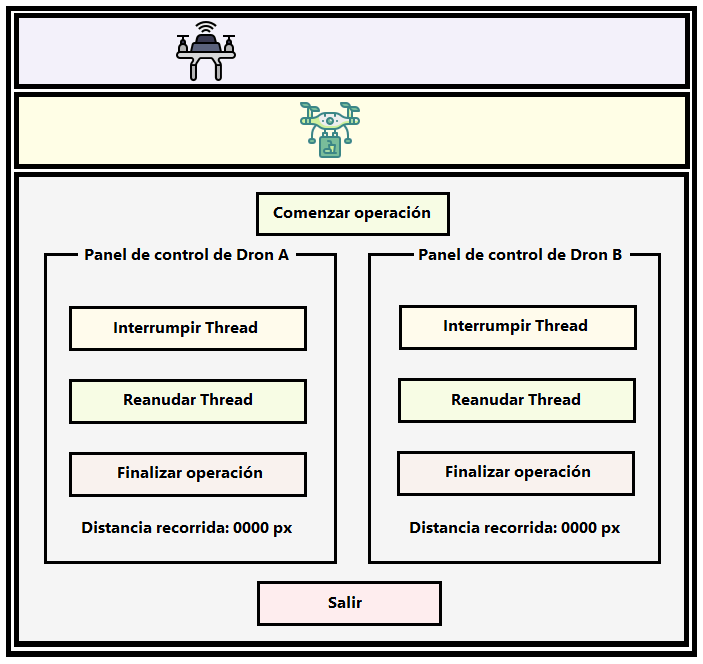 Comenzar operación
Panel de control de Dron A
Interrumpir Thread
Reanudar Thread
Finalizar operación
Distancia recorrida: 0000 px
Panel de control de Dron B
Interrumpir Thread
Reanudar Thread
Finalizar operación
Distancia recorrida: 0000 px
Salir